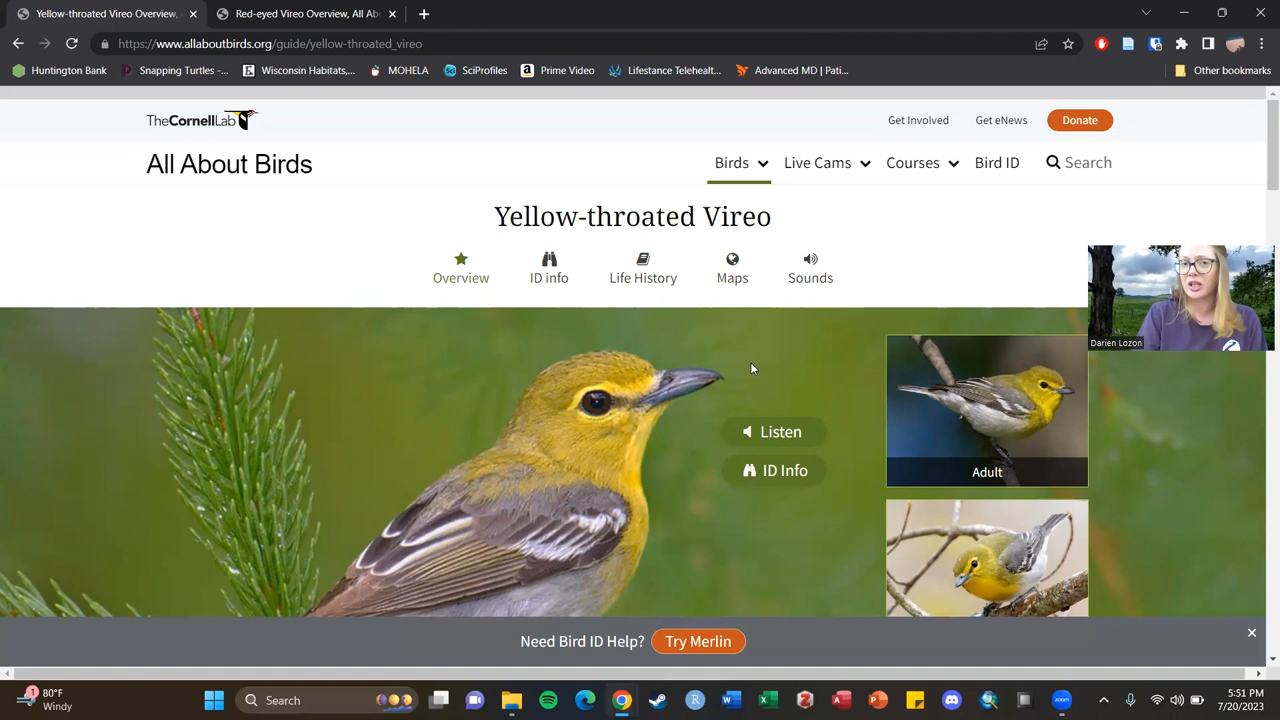 Yellow-throated Vireo Overview,
Red-eyed Vireo Overview, All Ab
https://www.allaboutbirds.org/guide/yellow-throated_vireo
Huntington Bank
Snapping Turtles -...
Wisconsin Habitats,...
MOHELA
SciProfiles
Prime Video
Lifestance Telehealt...
Advanced MD | Pati...
Other bookmarks
TheCornellLab
Get Involved
Get eNews
Donate
All About Birds
Birds
Live Cams
Courses
Bird ID
Search
Yellow-throated Vireo
Overview
ID info
Life History
Maps
Sounds
Darien Lozon
Listen
ID Info
Adult
Need Bird ID Help?
Try Merlin
1
80°F
Windy
Search
5:51 PM
7/20/2023